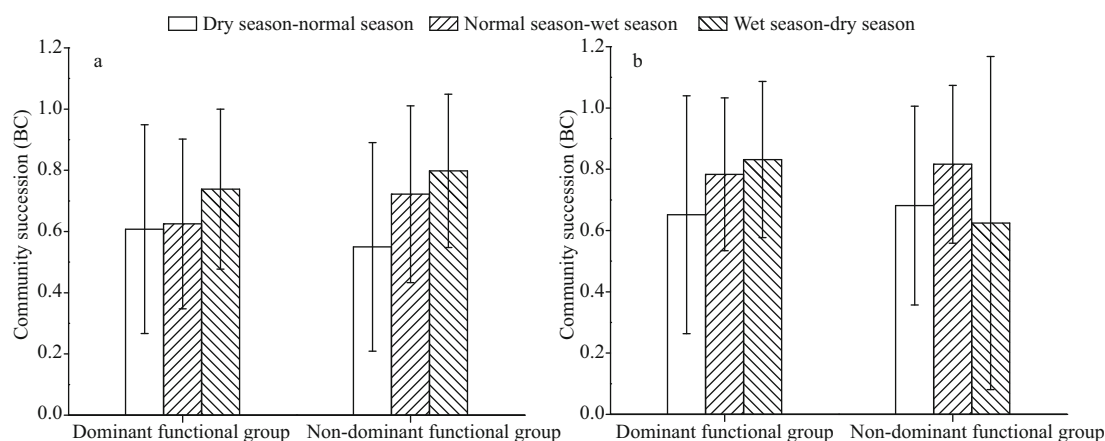 Dry season-normal season Normal season-wet season Wet season-dry season
a
Community succession (BC)
1.2
1.0
0.8
0.6
0.4
0.2
0.0
Dominant functional group Non-dominant functional group
b
Community succession (BC)
1.2
1.0
0.8
0.6
0.4
0.2
0.0
Dominant functional group Non-dominant functional group